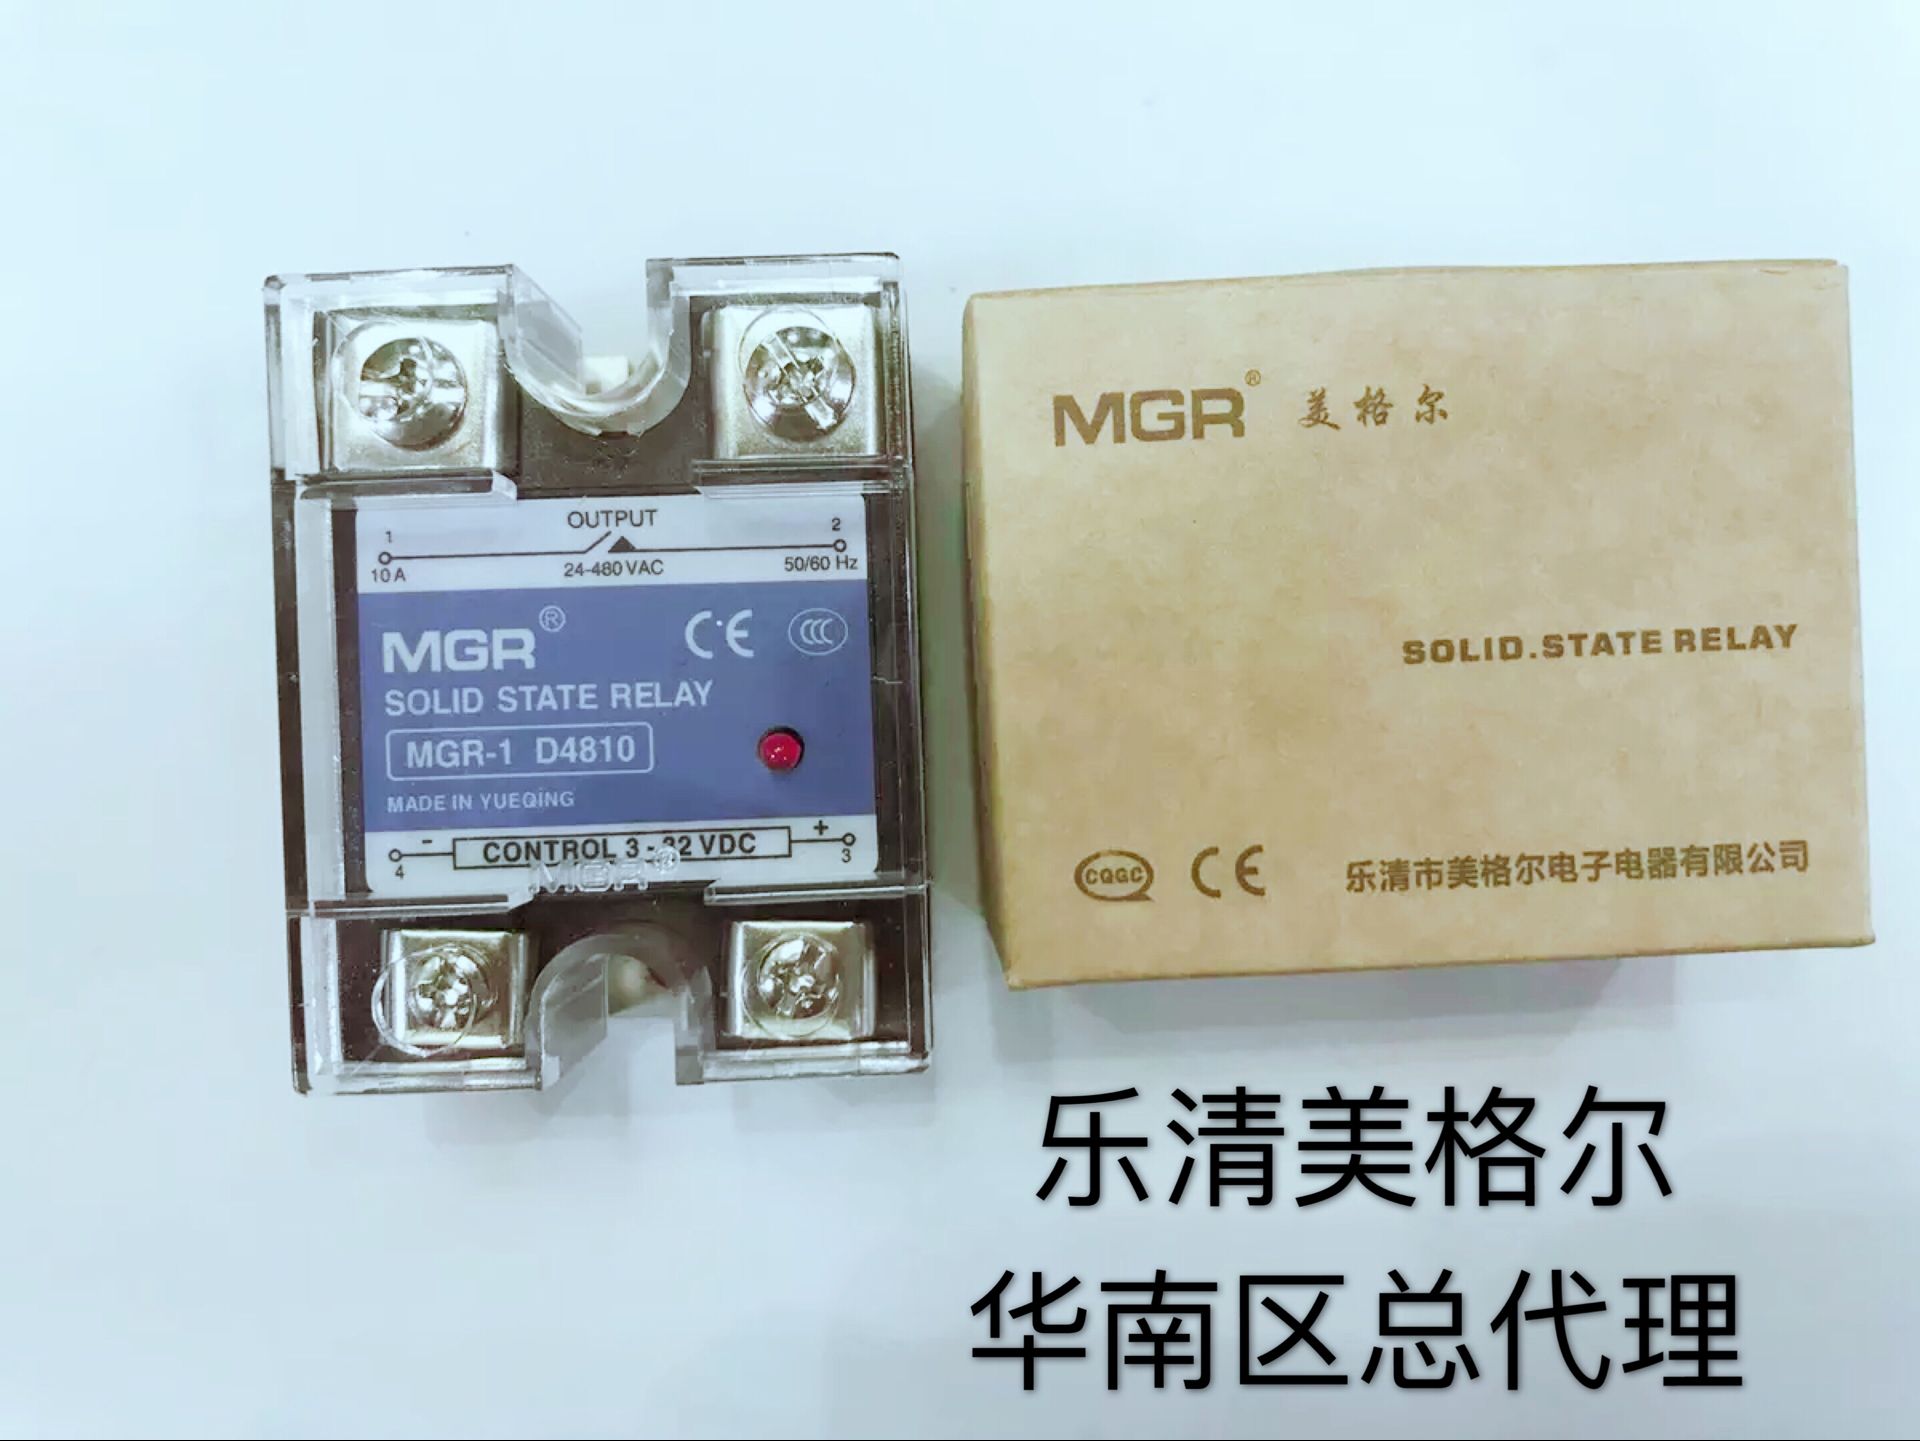 OUTPUT
1
2
10 A
24-480 VAC
50/60 Hz
MGR®
CE
CCC
SOLID STATE RELAY
MGR-1 D4810
MADE IN YUEQING
-
CONTROL 3 - 32 VDC
+
4
3
MGR®
MGR® 美格尔
SOLID.STATE RELAY
CQGC CE 乐清市美格尔电子电器有限公司
乐清美格尔
华南区总代理